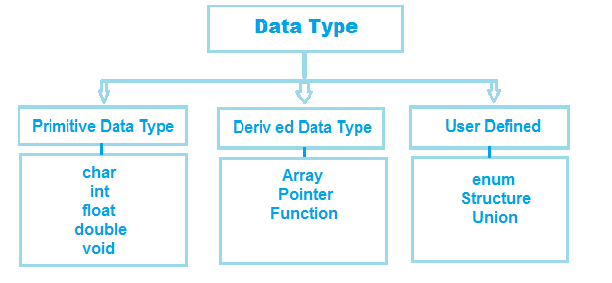 Data Type
Primitive Data Type
Deriv ed Data Type
User Defined
char
int
float
double
void
Array
Pointer
Function
enum
Structure
Union